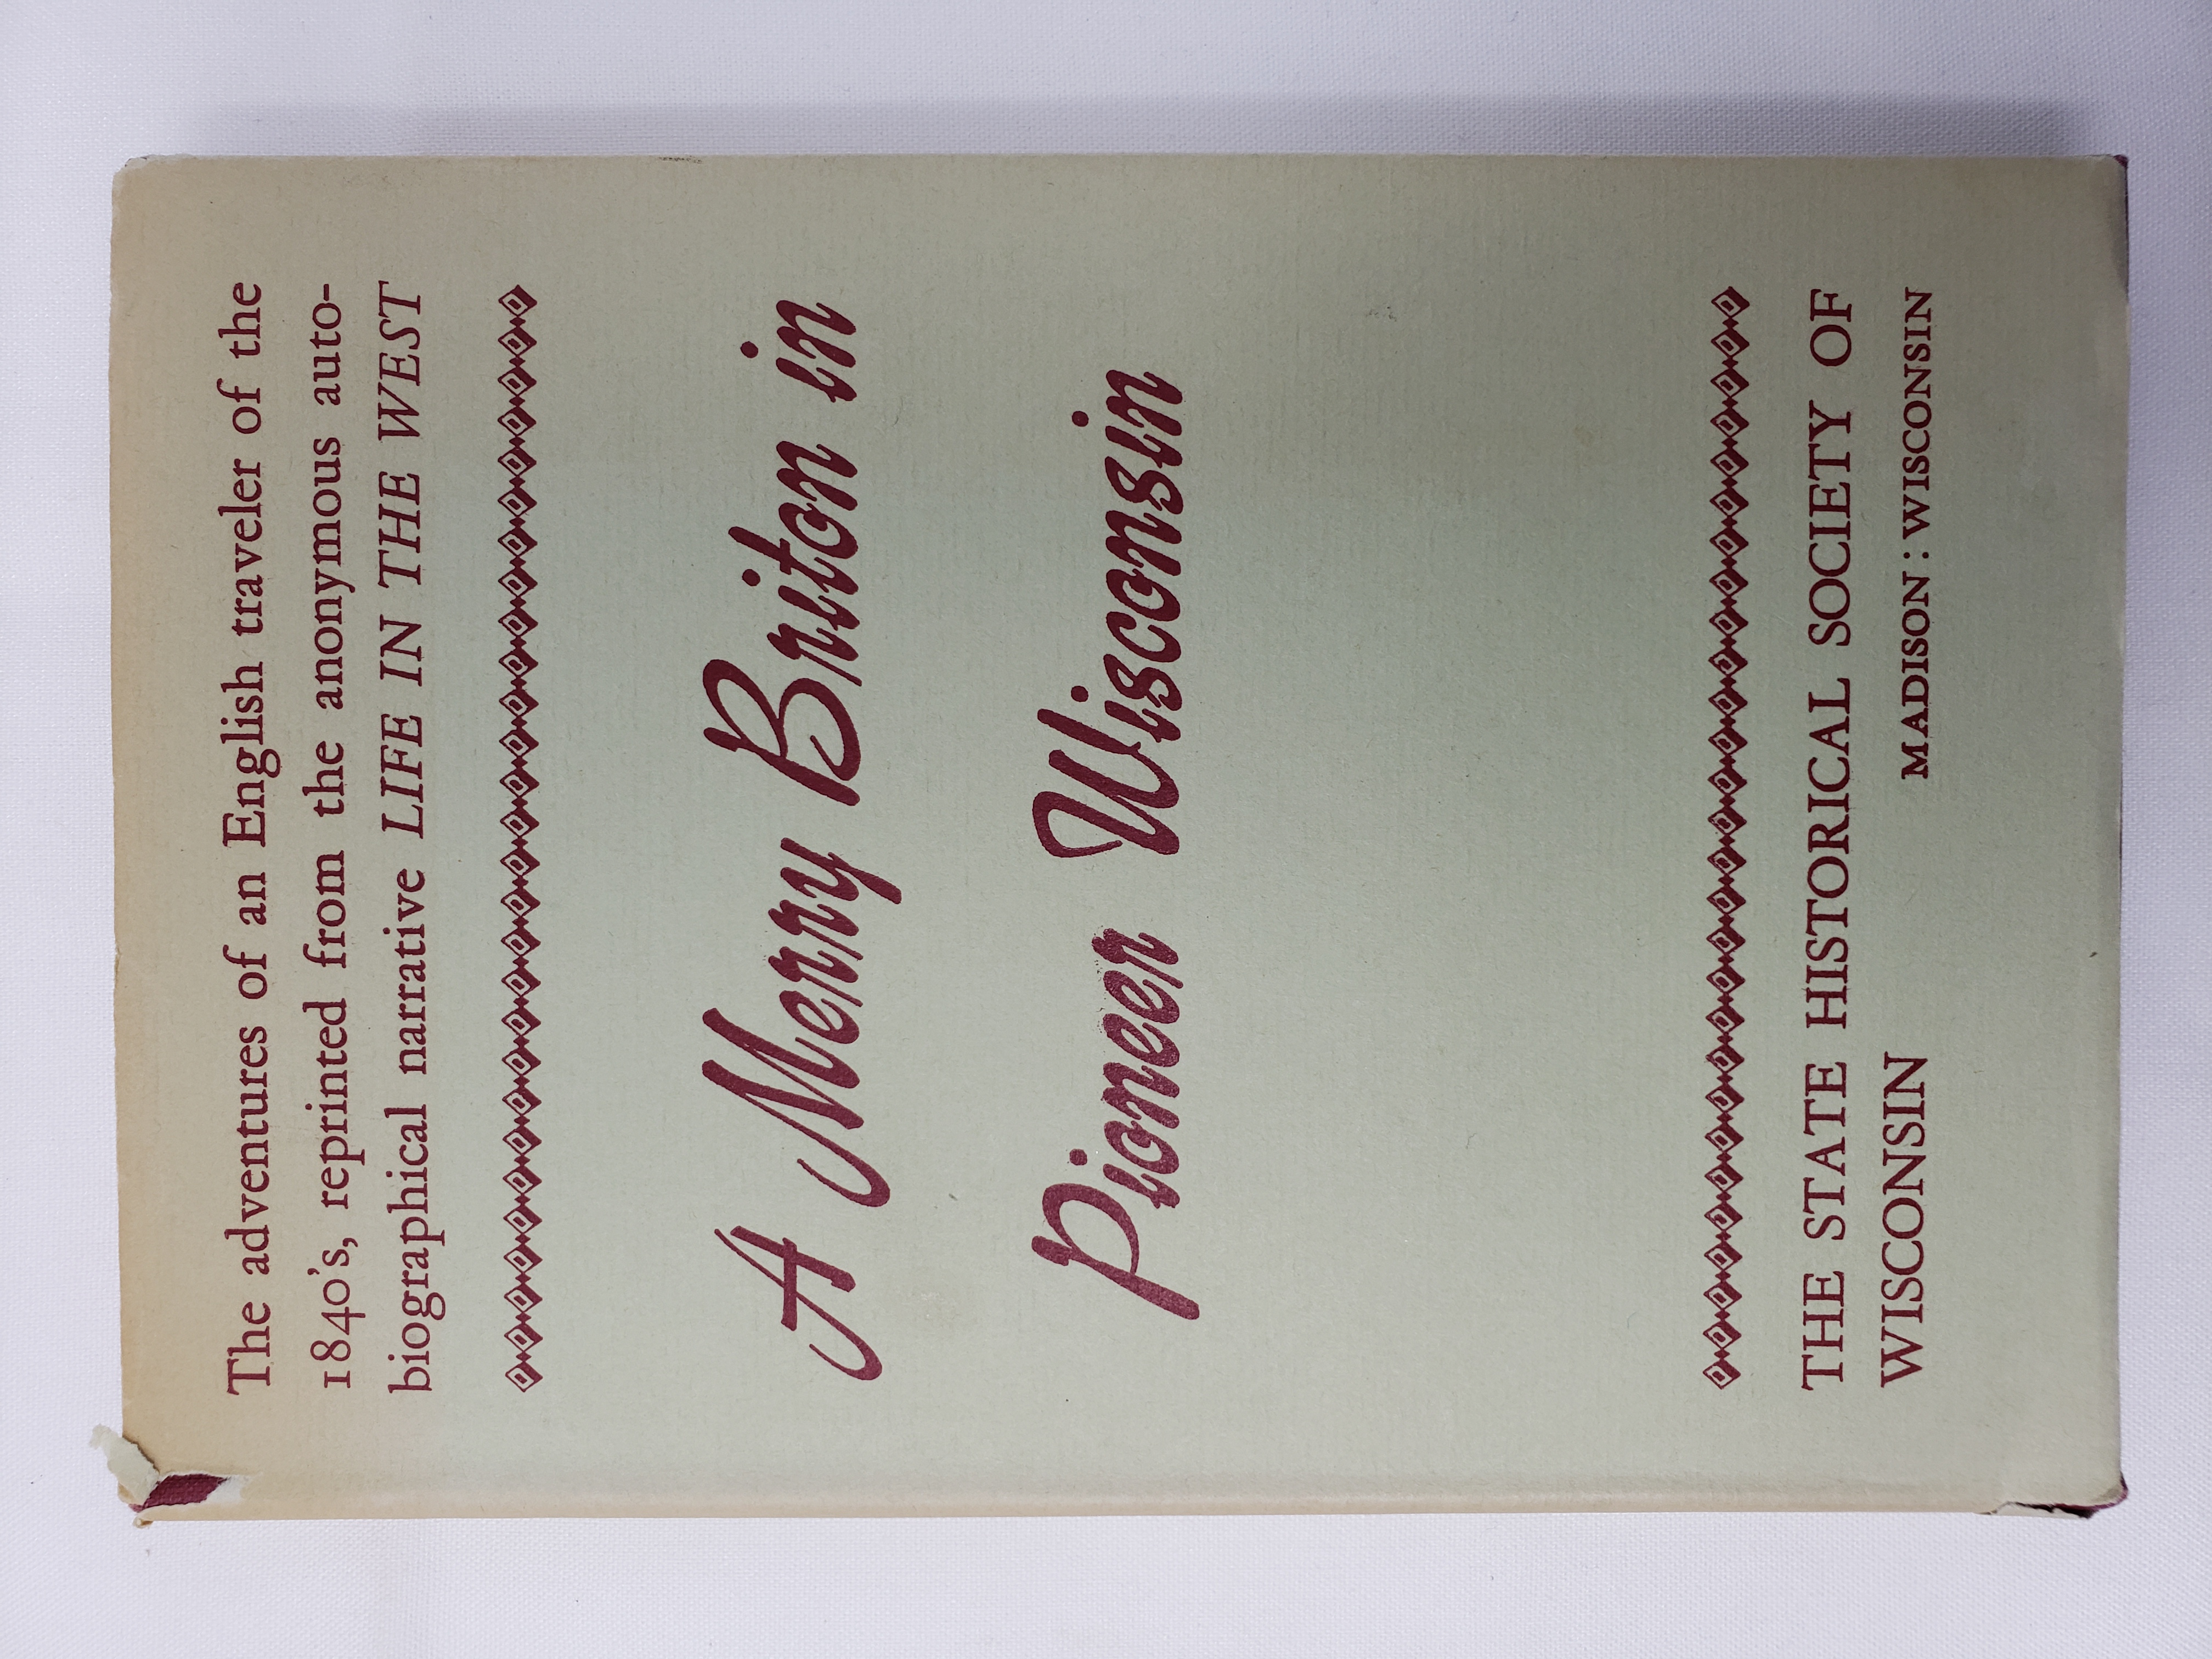 The adventures of an English traveler of the
1840's, reprinted from the anonymous auto-
biographical narrative LIFE IN THE WEST
A Merry Briton in
Pioneer Wisconsin
THE STATE HISTORICAL SOCIETY OF
WISCONSIN MADISON : WISCONSIN